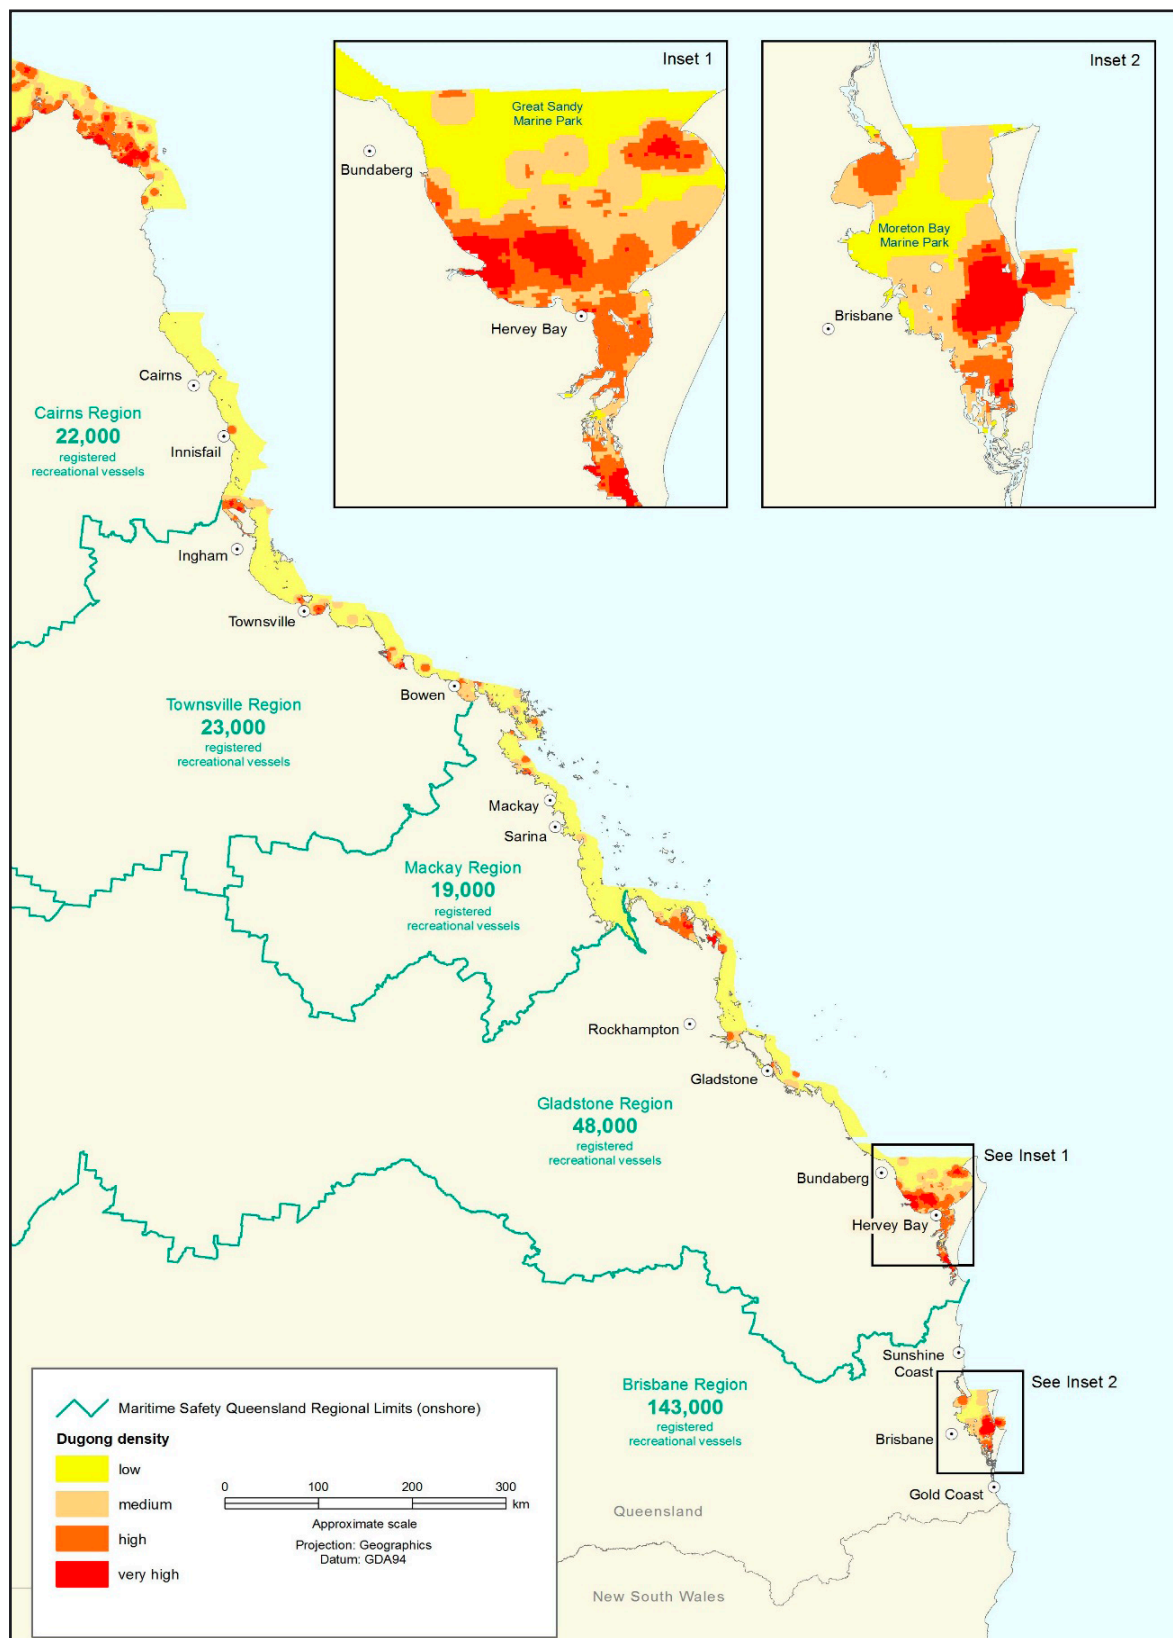 Inset 1
Great Sandy
Marine Park
Bundaberg
Hervey Bay
Inset 2
Moreton Bay
Marine Park
Brisbane
Cairns
Cairns Region
22,000
registered
recreational vessels
Innisfail
Ingham
Townsville
Bowen
Townsville Region
23,000
registered
recreational vessels
Mackay
Sarina
Mackay Region
19,000
registered
recreational vessels
Rockhampton
Gladstone
Gladstone Region
48,000
registered
recreational vessels
See Inset 1
Bundaberg
Hervey Bay
Sunshine
Coast
See Inset 2
Brisbane Region
143,000
registered
recreational vessels
Brisbane
Gold Coast
Queensland
New South Wales
Maritime Safety Queensland Regional Limits (onshore)
Dugong density
low
medium
high
very high
0 100 200 300
km
Approximate scale
Projection: Geographics
Datum: GDA94